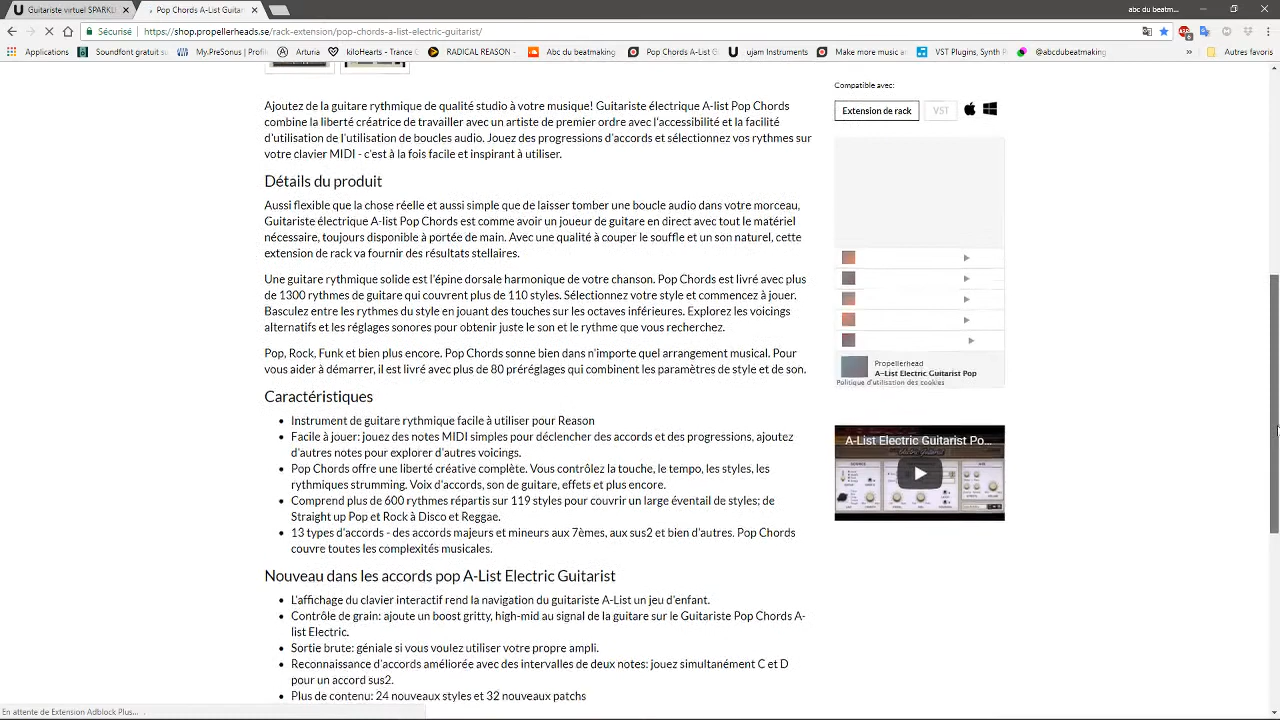 Guitariste virtuel SPARKL
Pop Chords A-List Guitar
abc du beatm...
Sécurisé
https://shop.propellerheads.se/rack-extension/pop-chords-a-list-electric-guitarist/
Applications
Soundfont gratuit su
My.PreSonus | Produ
Arturia
kiloHearts - Trance G
RADICAL REASON -
Abc du beatmaking
Pop Chords A-List G
ujam Instruments
Make more music an
VST Plugins, Synth P
@abcdubeatmaking
»
Autres favoris
Ajoutez de la guitare rythmique de qualité studio à votre musique! Guitariste électrique A-list Pop Chords
combine la liberté créatrice de travailler avec un artiste de premier ordre avec l'accessibilité et la facilité
d'utilisation de l'utilisation de boucles audio. Jouez des progressions d'accords et sélectionnez vos rythmes sur
votre clavier MIDI - c'est à la fois facile et inspirant à utiliser.
Détails du produit
Aussi flexible que la chose réelle et aussi simple que de laisser tomber une boucle audio dans votre morceau,
Guitariste électrique A-list Pop Chords est comme avoir un joueur de guitare en direct avec tout le matériel
nécessaire, toujours disponible à portée de main. Avec une qualité à couper le souffle et un son naturel, cette
extension de rack va fournir des résultats stellaires.
Une guitare rythmique solide est l'épine dorsale harmonique de votre chanson. Pop Chords est livré avec plus
de 1300 rythmes de guitare qui couvrent plus de 110 styles. Sélectionnez votre style et commencez à jouer.
Basculez entre les rythmes du style en jouant des touches sur les octaves inférieures. Explorez les voicings
alternatifs et les réglages sonores pour obtenir juste le son et le rythme que vous recherchez.
Pop, Rock, Funk et bien plus encore. Pop Chords sonne bien dans n'importe quel arrangement musical. Pour
vous aider à démarrer, il est livré avec plus de 80 préréglages qui combinent les paramètres de style et de son.
Caractéristiques
• Instrument de guitare rythmique facile à utiliser pour Reason
• Facile à jouer: jouez des notes MIDI simples pour déclencher des accords et des progressions, ajoutez
d'autres notes pour explorer d'autres voicings.
• Pop Chords offre une liberté créative complète. Vous contrôlez la touche, le tempo, les styles, les
rythmiques strumming. Voix d'accords, son de guitare, effets et plus encore.
• Comprend plus de 600 rythmes répartis sur 119 styles pour couvrir un large éventail de styles; de
Straight up Pop et Rock à Disco et Reggae.
• 13 types d'accords - des accords majeurs et mineurs aux 7èmes, aux sus2 et bien d'autres. Pop Chords
couvre toutes les complexités musicales.
Nouveau dans les accords pop A-List Electric Guitarist
• L'affichage du clavier interactif rend la navigation du guitariste A-List un jeu d'enfant.
• Contrôle de grain: ajoute un boost gritty, high-mid au signal de la guitare sur le Guitariste Pop Chords A-
list Electric.
• Sortie brute: géniale si vous voulez utiliser votre propre ampli.
• Reconnaissance d'accords améliorée avec des intervalles de deux notes: jouez simultanément C et D
pour un accord sus2.
• Plus de contenu: 24 nouveaux styles et 32 nouveaux patchs
Compatible avec:
Extension de rack
VST
Propellerhead
A-List Electric Guitarist Pop
Politique d'utilisation des cookies
A-List Electric Guitarist Po...
En attente de Extension Adblock Plus...